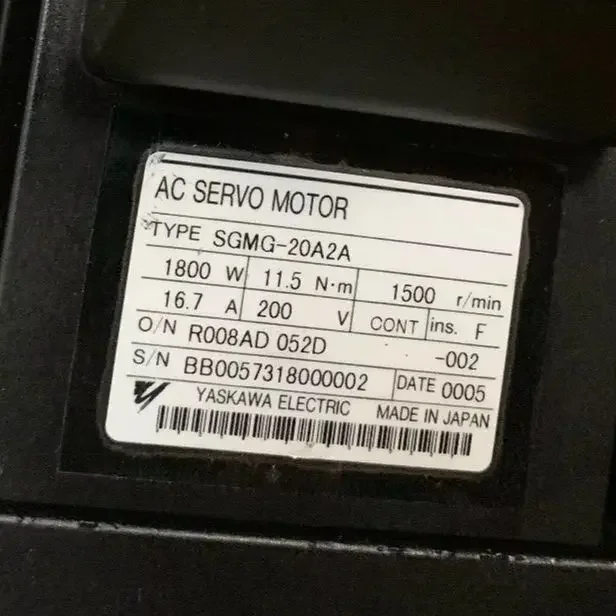 AC SERVO MOTOR
TYPE SGMG-20A2A
1800 W 11.5 N·m 1500 r/min
16.7 A 200 V CONT ins. F
O/N R008AD 052D -002
S/N BB0057318000002 DATE 0005
YASKAWA ELECTRIC MADE IN JAPAN